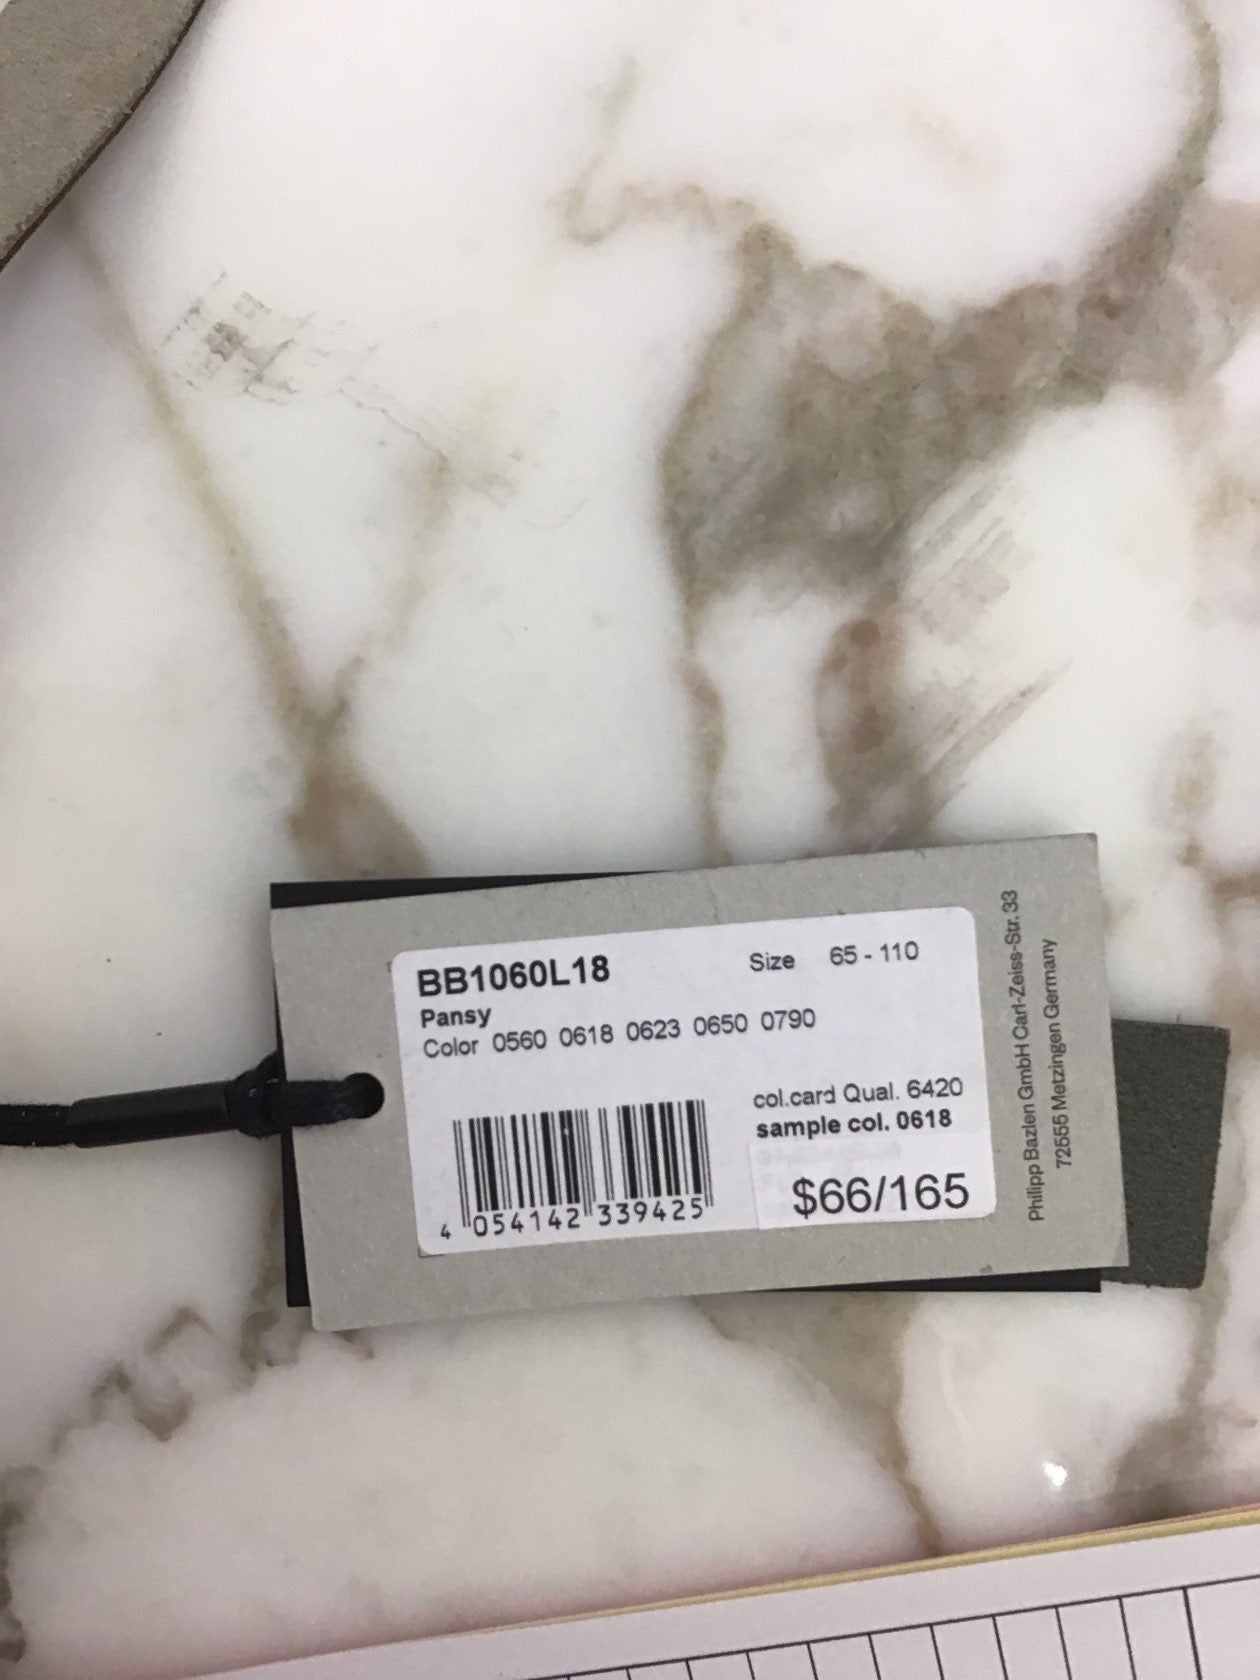 BB1060L18
Size 65 - 110
Pansy
Color 0560 0618 0623 0650 0790
col.card Qual. 6420
sample col. 0618
$66/165
4 054142 339425
Philipp Bazlen GmbH Carl-Zeiss-Str. 33
72555 Metzingen Germany